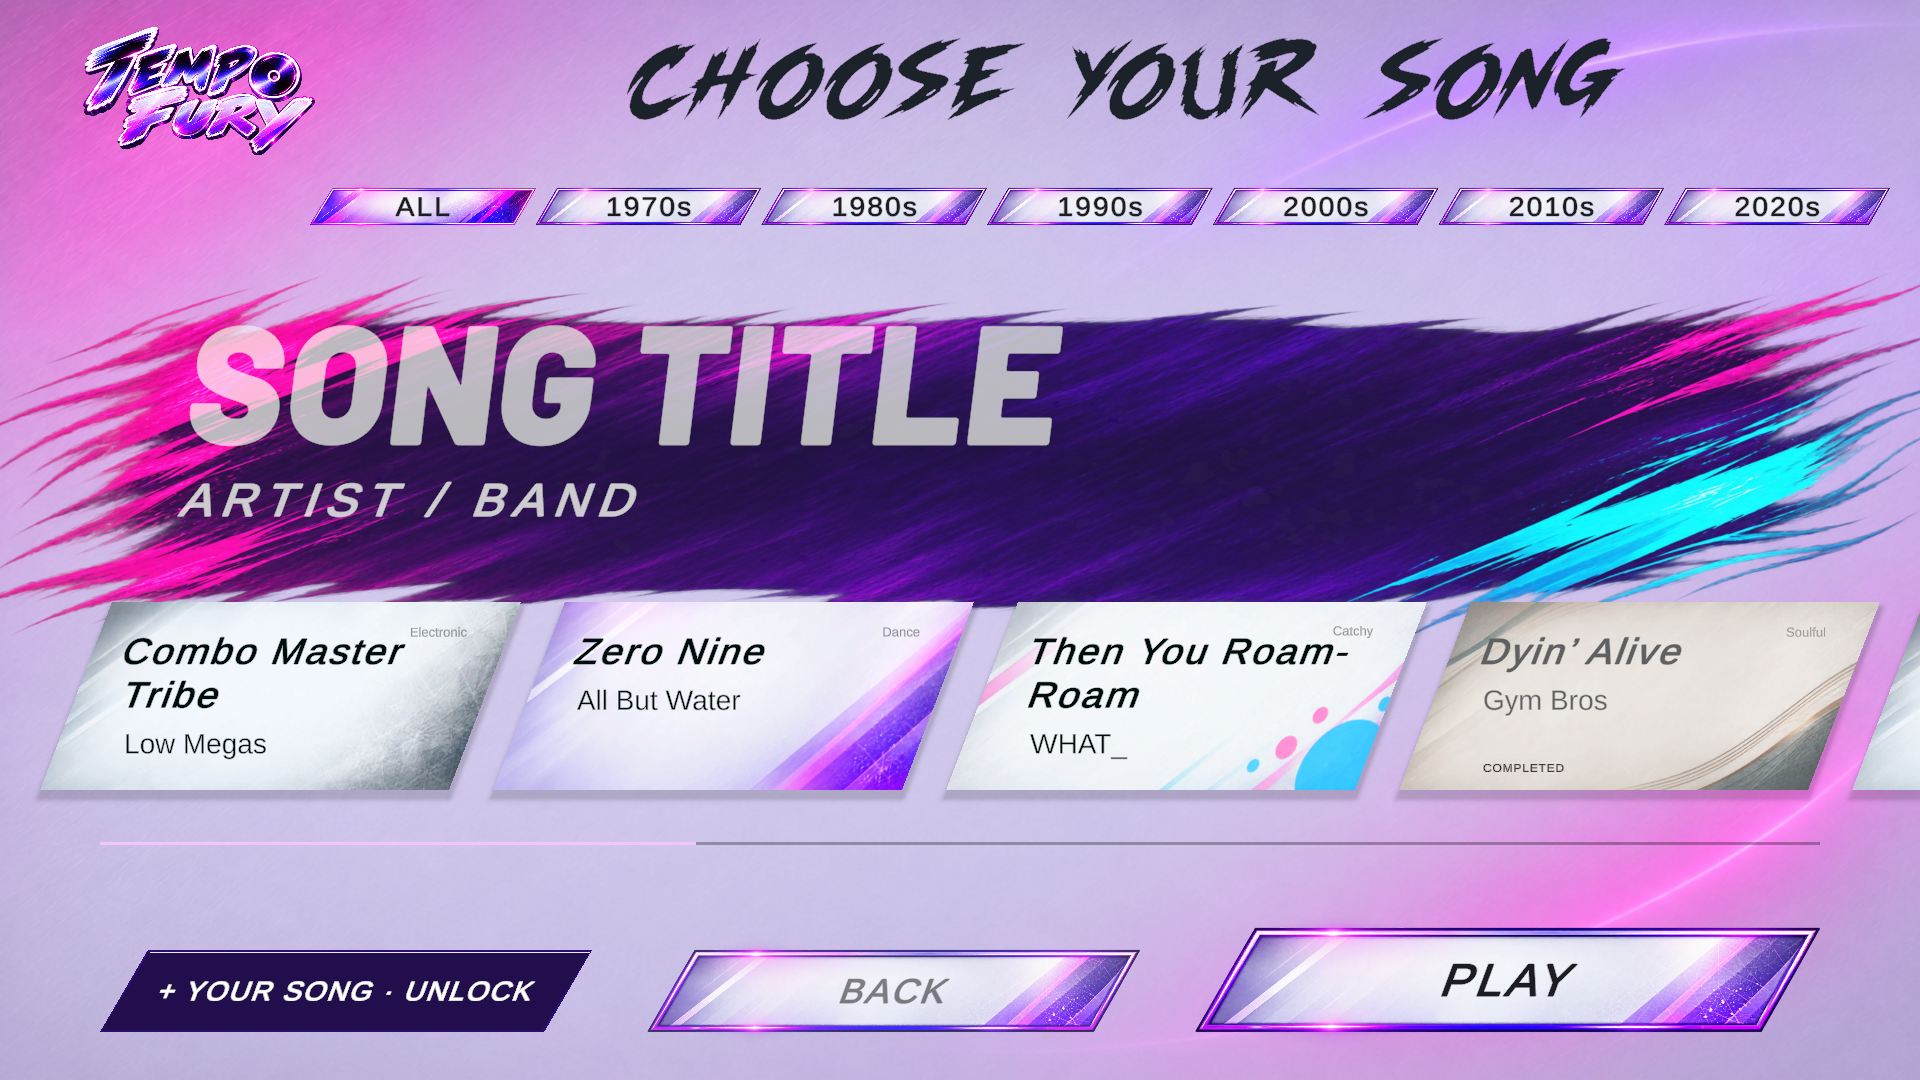 TEMPO
FURY
CHOOSE YOUR SONG
ALL
1970s
1980s
1990s
2000s
2010s
2020s
SONG TITLE
ARTIST / BAND
Combo Master
Tribe
Electronic
Low Megas
Zero Nine
Dance
All But Water
Then You Roam-
Roam
Catchy
WHAT_
Dyin’ Alive
Soulful
Gym Bros
COMPLETED
+ YOUR SONG · UNLOCK
BACK
PLAY